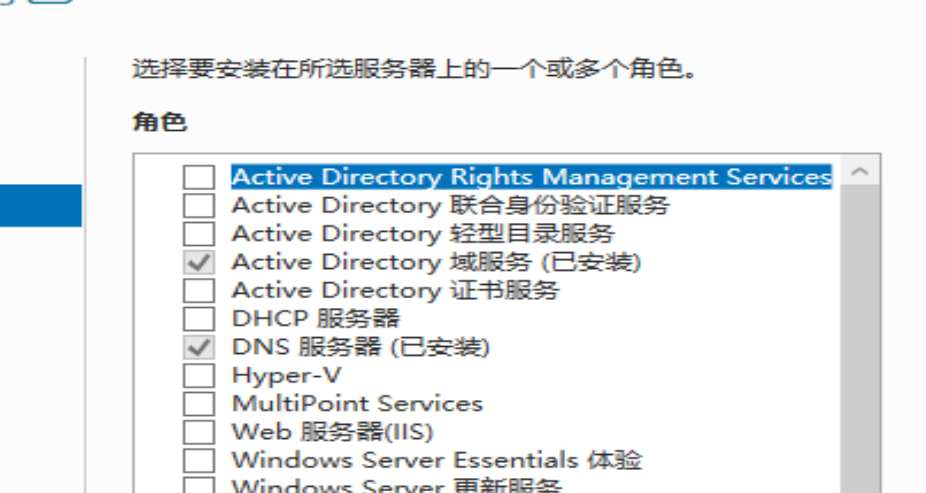 选择要安装在所选服务器上的一个或多个角色。
角色
Active Directory Rights Management Services
Active Directory 联合身份验证服务
Active Directory 轻型目录服务
Active Directory 域服务 (已安装)
Active Directory 证书服务
DHCP 服务器
DNS 服务器 (已安装)
Hyper-V
MultiPoint Services
Web 服务器(IIS)
Windows Server Essentials 体验
Windows Server 更新服务